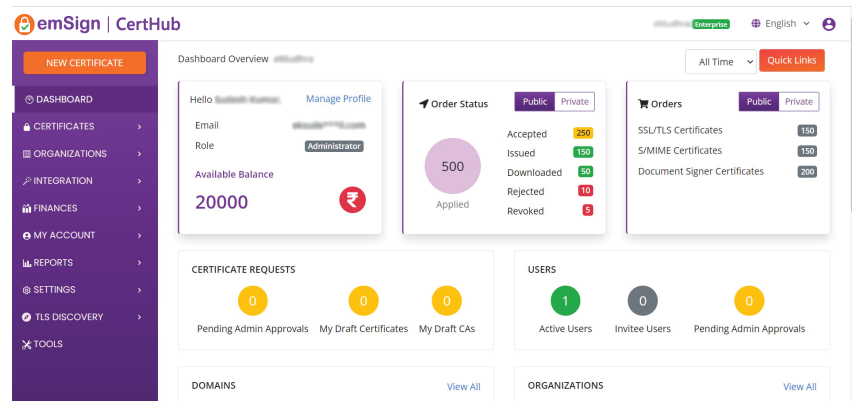 emSign | CertHub
Enterprise
English
NEW CERTIFICATE
DASHBOARD
CERTIFICATES
ORGANIZATIONS
INTEGRATION
FINANCES
MY ACCOUNT
REPORTS
SETTINGS
TLS DISCOVERY
TOOLS
Dashboard Overview
All Time
Quick Links
Hello
Manage Profile
Email
Role Administrator
Available Balance
20000 ₹
Order Status Public Private
500
Applied
Accepted 250
Issued 150
Downloaded 50
Rejected 10
Revoked 5
Orders Public Private
SSL/TLS Certificates 150
S/MIME Certificates 150
Document Signer Certificates 200
CERTIFICATE REQUESTS
0 0 0
Pending Admin Approvals My Draft Certificates My Draft CAs
USERS
1 0 0
Active Users Invitee Users Pending Admin Approvals
DOMAINS View All
ORGANIZATIONS View All